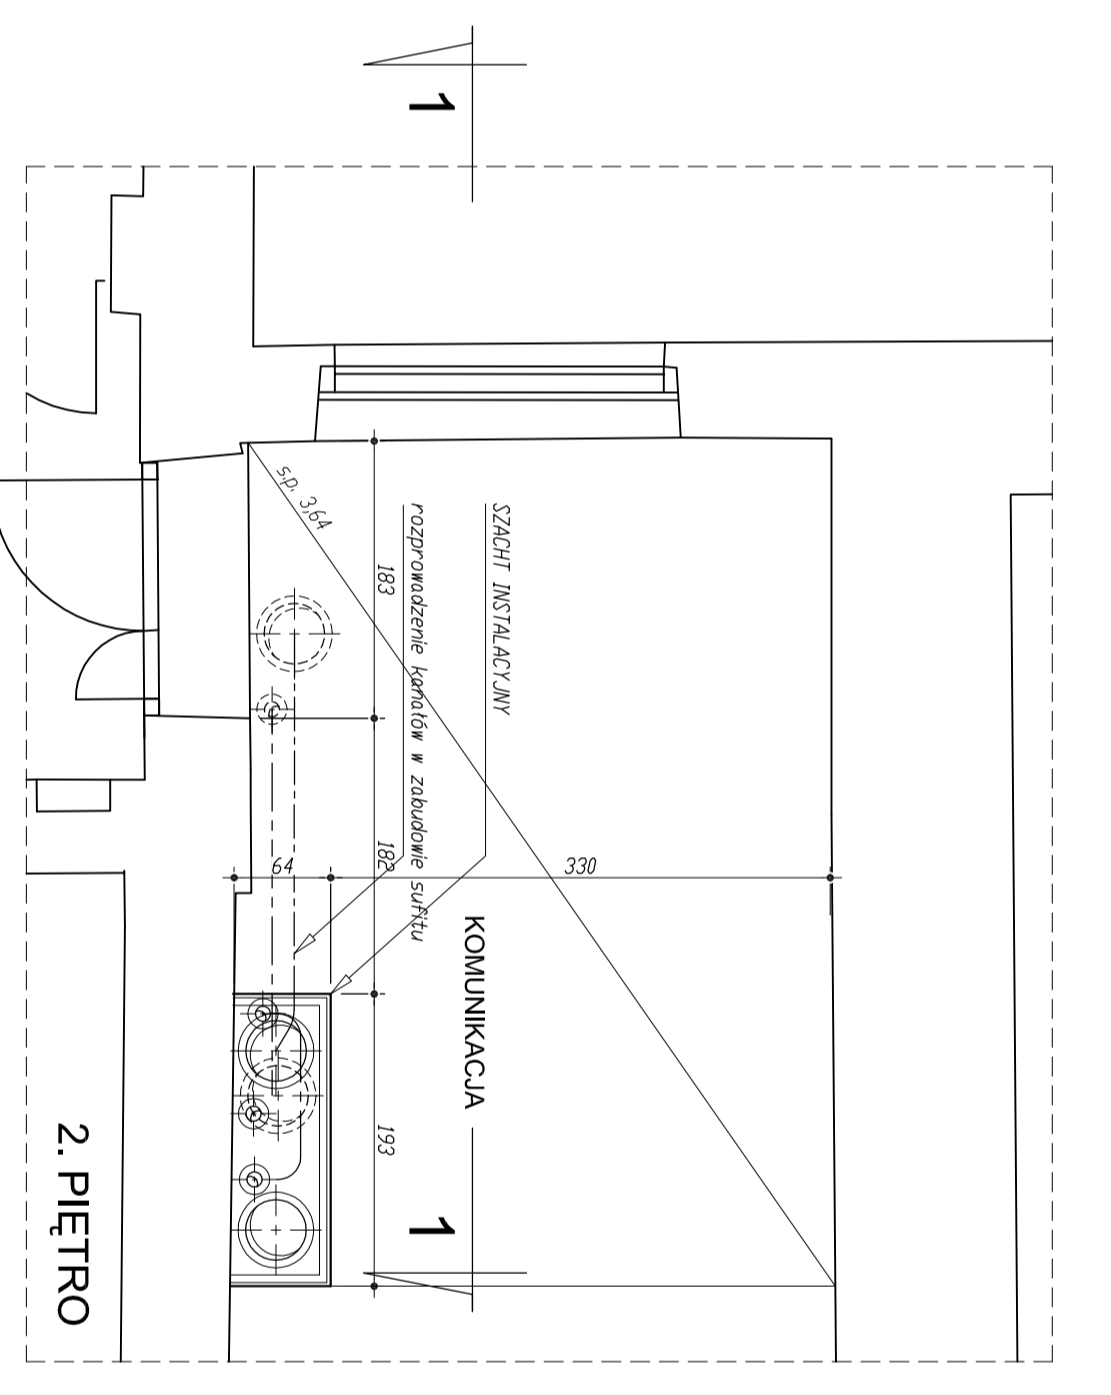 1
s.p. 3,64
SZACHT INSTALACYJNY
rozprowadzenie kanałów w zabudowie sufitu
183
182
64
330
KOMUNIKACJA
193
1
2. PIĘTRO